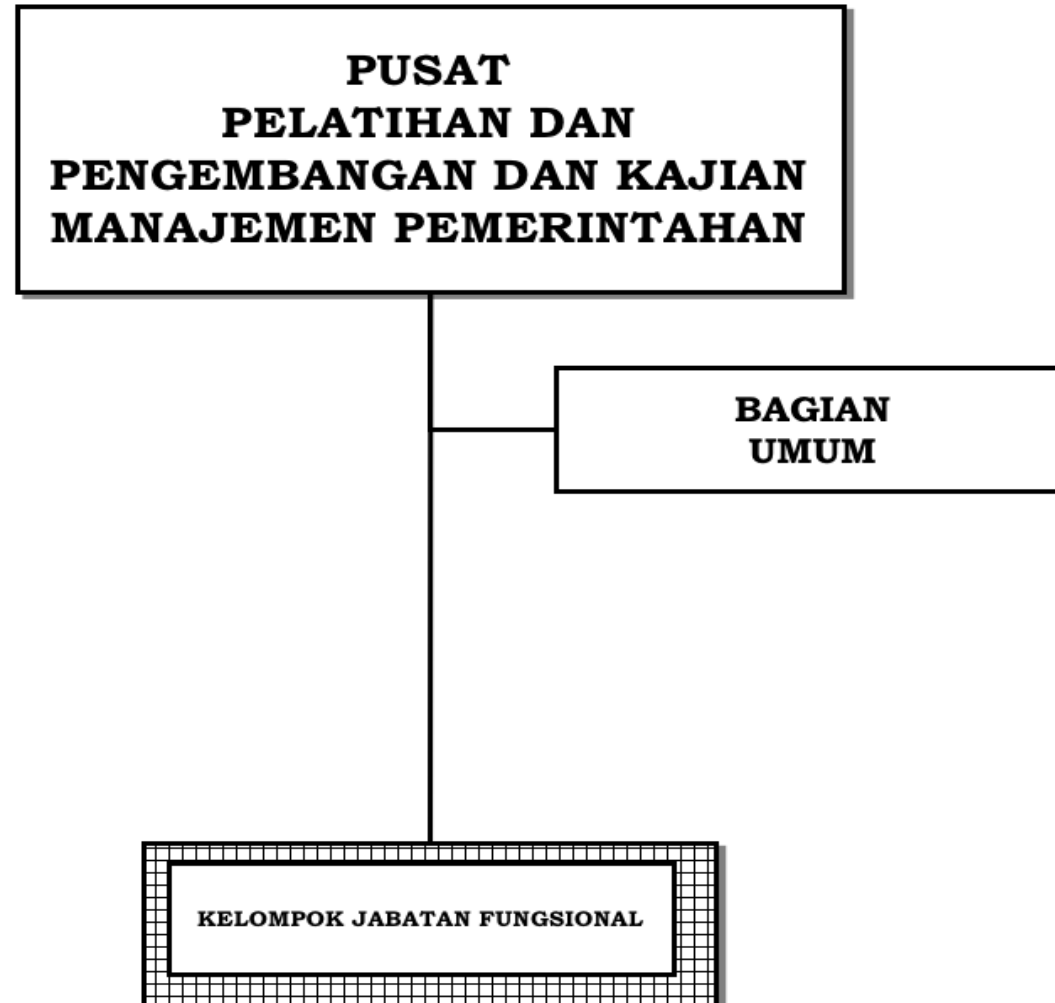 PUSAT
PELATIHAN DAN
PENGEMBANGAN DAN KAJIAN
MANAJEMEN PEMERINTAHAN
BAGIAN
UMUM
KELOMPOK JABATAN FUNGSIONAL